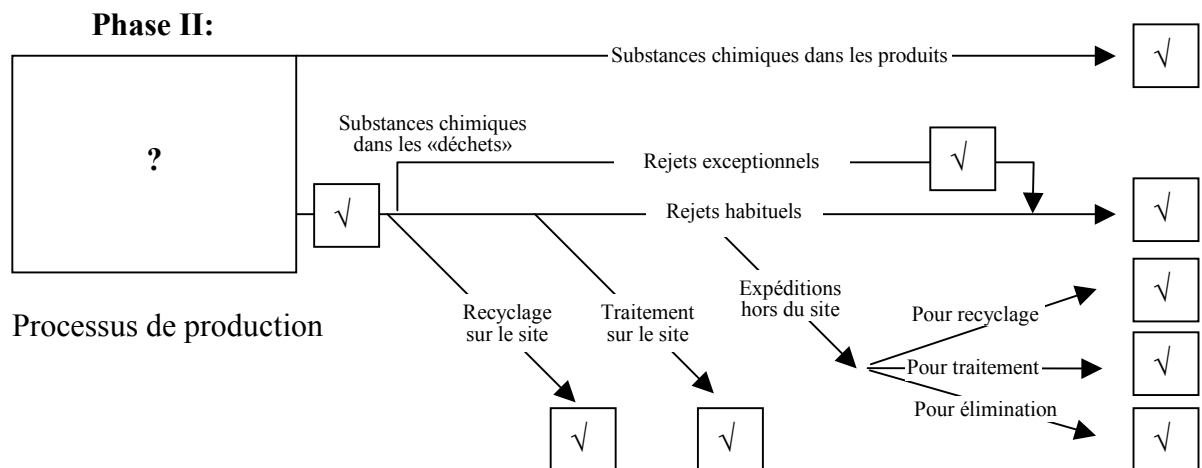 Phase II:
Substances chimiques dans les produits
√
?
Substances chimiques
dans les «déchets»
Rejets exceptionnels
√
√
Rejets habituels
√
Recyclage
sur le site
Traitement
sur le site
Expéditions
hors du site
Pour recyclage
√
Processus de production
Pour traitement
√
Pour élimination
√
√
√